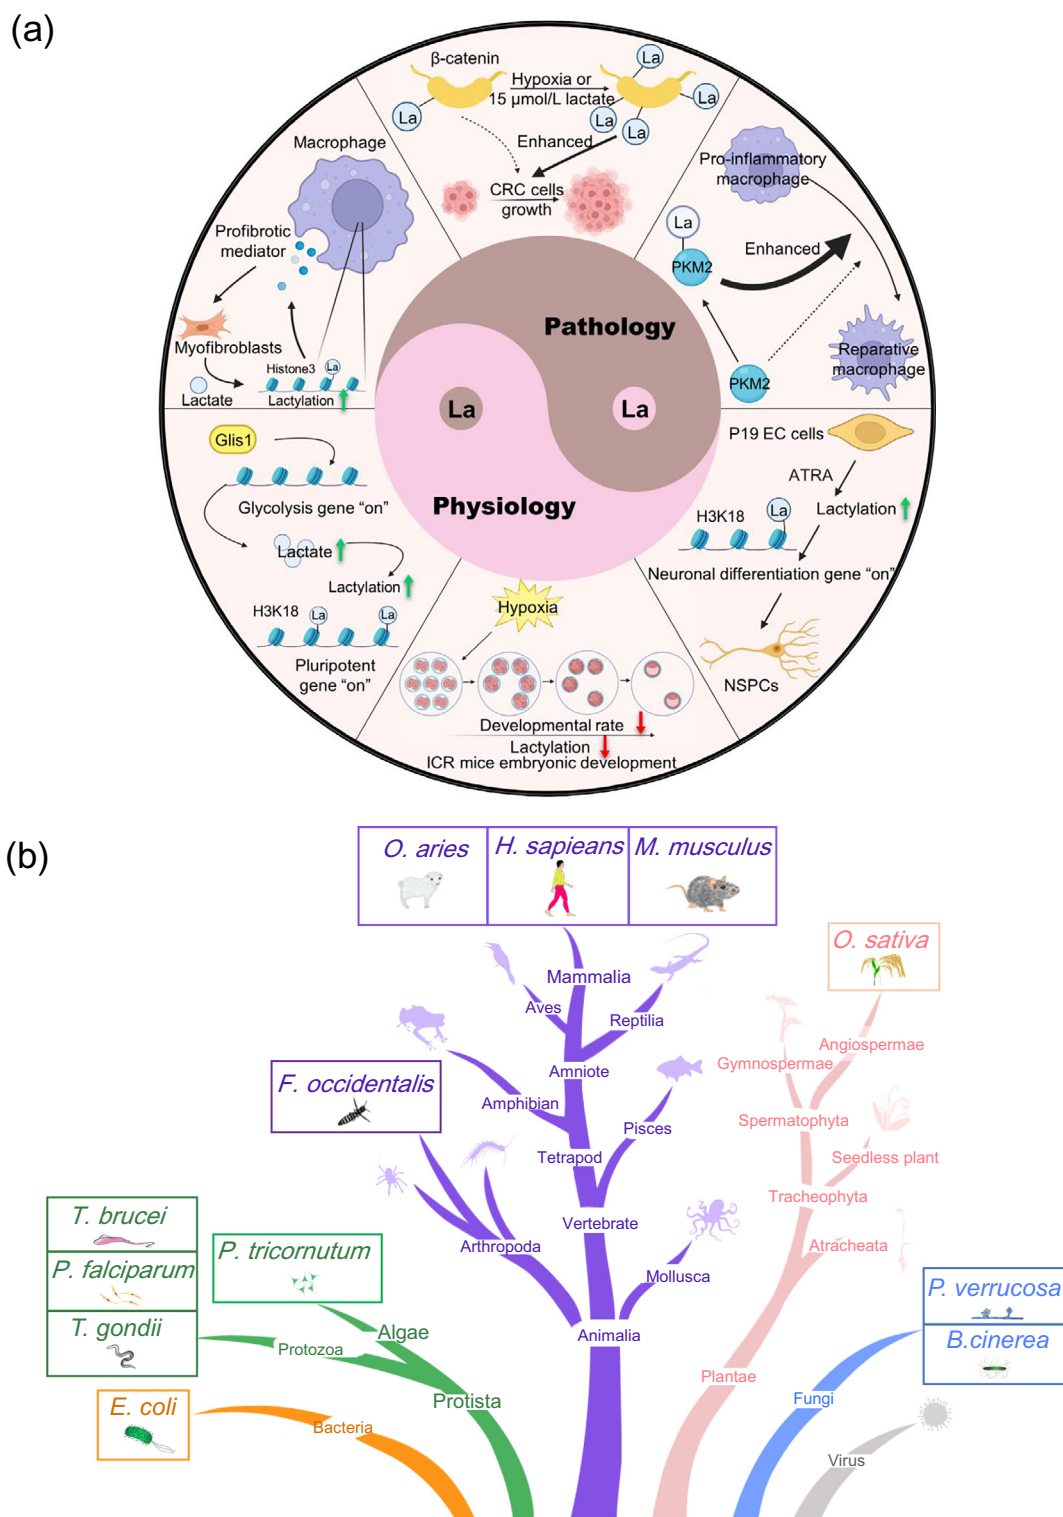 (a)
β-catenin
La
Hypoxia or
15 μmol/L lactate
La
La
La
La
Enhanced
CRC cells
growth
Macrophage
Profibrotic
mediator
Myofibroblasts
Lactate
Histone3
La
Lactylation
Pro-inflammatory
macrophage
La
PKM2
Enhanced
PKM2
Reparative
macrophage
Pathology
La
La
Physiology
Glis1
Glycolysis gene “on”
Lactate
Lactylation
H3K18
La
La
Pluripotent
gene “on”
Hypoxia
Developmental rate
Lactylation
ICR mice embryonic development
P19 EC cells
ATRA
Lactylation
H3K18
La
Neuronal differentiation gene “on”
NSPCs
(b)
O. aries
H. sapieans
M. musculus
O. sativa
Mammalia
Aves
Reptilia
Amniote
Amphibian
Pisces
Tetrapod
Vertebrate
F. occidentalis
Arthropoda
Mollusca
Animalia
Gymnospermae
Angiospermae
Spermatophyta
Seedless plant
Tracheophyta
Atracheata
Plantae
T. brucei
P. falciparum
T. gondii
P. tricornutum
Algae
Protozoa
Protista
E. coli
Bacteria
P. verrucosa
B.cinerea
Fungi
Virus